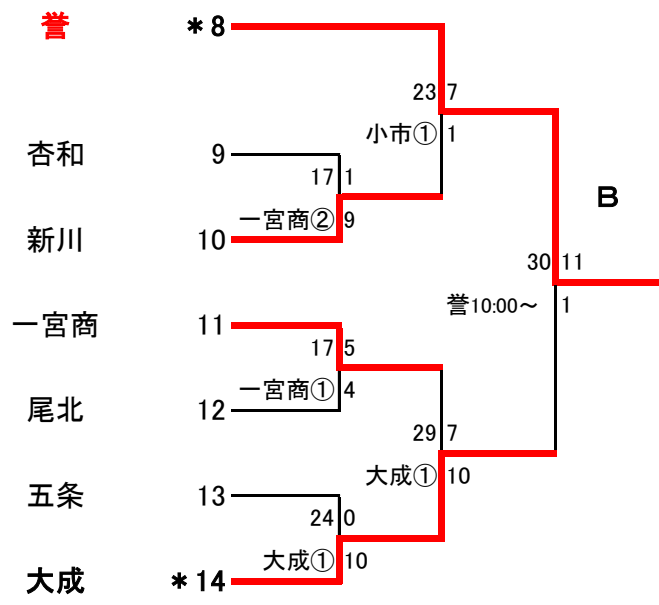 誉 *8
23 7
小市① 1
杏和 9
17 1
一宮商② 9
新川 10
B
30 11
誉10:00～ 1
一宮商 11
17 5
一宮商① 4
尾北 12
29 7
大成① 10
五条 13
24 0
大成① 10
大成 *14